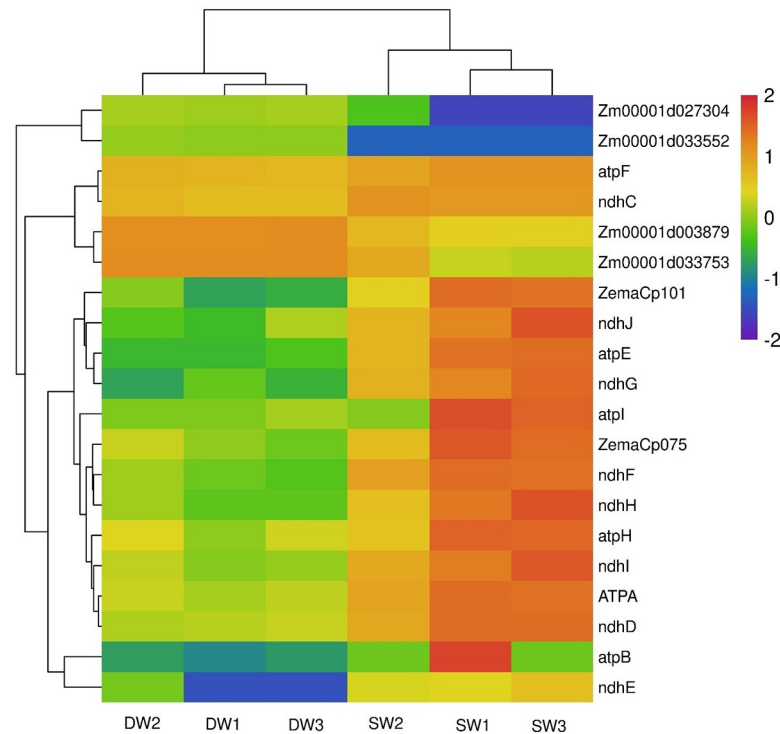 2
1
0
-1
-2
Zm00001d027304
Zm00001d033552
atpF
ndhC
Zm00001d003879
Zm00001d033753
ZemaCp101
ndhJ
atpE
ndhG
atpI
ZemaCp075
ndhF
ndhH
atpH
ndhI
ATPA
ndhD
atpB
ndhE
DW2 DW1 DW3 SW2 SW1 SW3